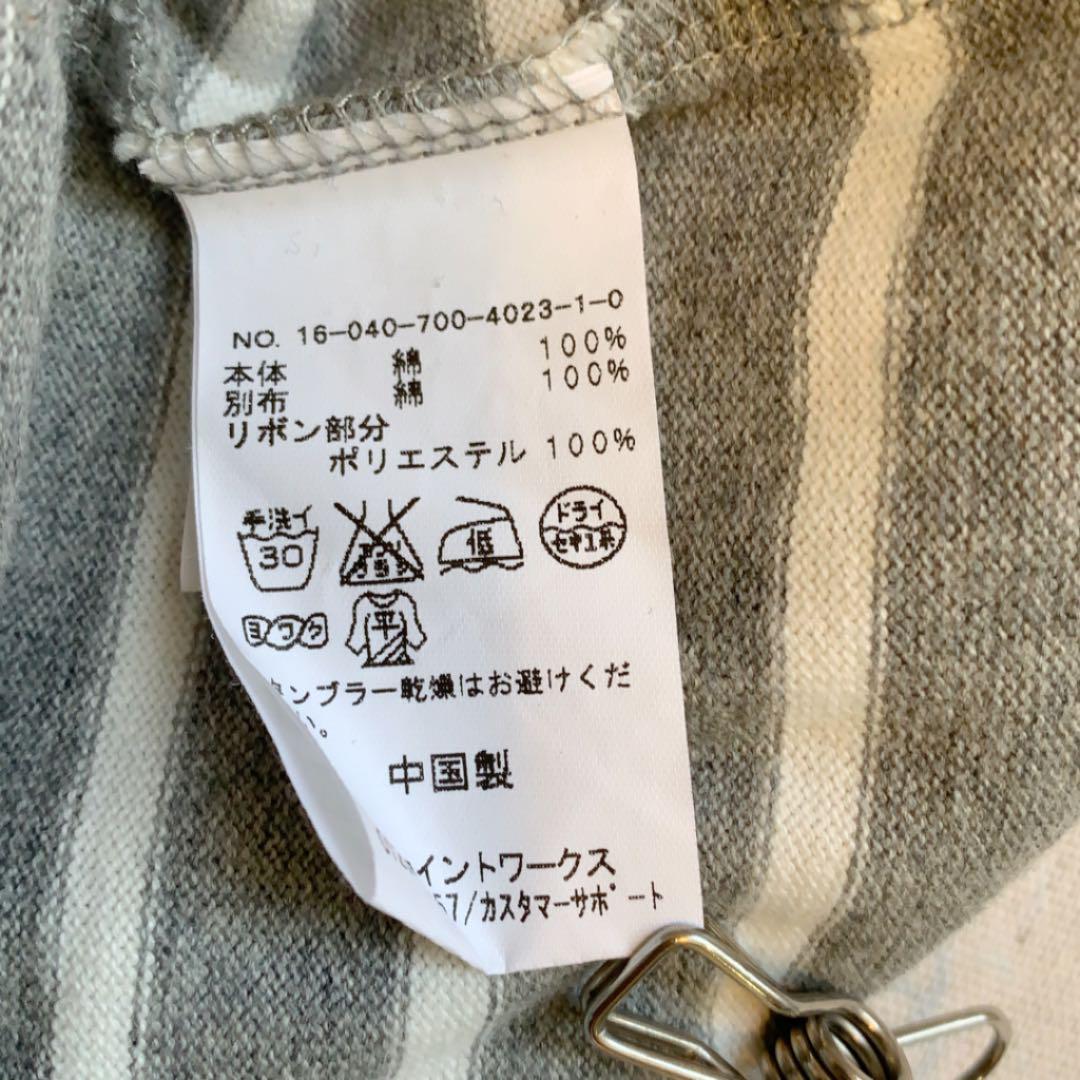 NO. 16-040-700-4023-1-0
本体 綿 100%
別布 綿 100%
リボン部分
ポリエステル 100%
手洗イ
30
低
ドライ
セキユ系
ヨワク
平
タンブラー乾燥はお避けくだ
い。
中国製
イントワークス
57/カスタマーサポート